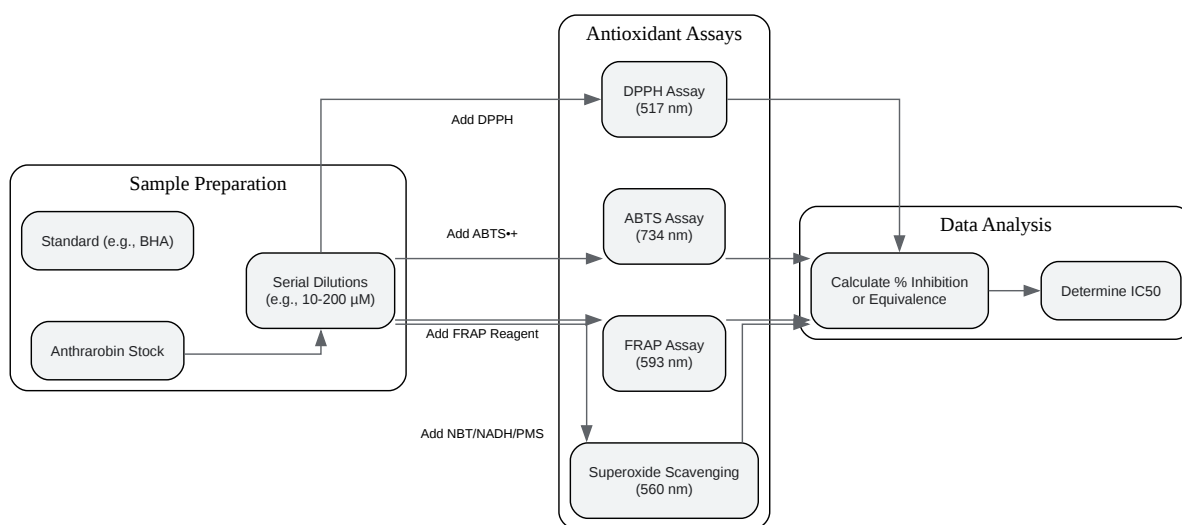 Sample Preparation
Standard (e.g., BHA)
Serial Dilutions
(e.g., 10-200 µM)
Anthrarobin Stock
Add DPPH
Add ABTS•+
Add FRAP Reagent
Add NBT/NADH/PMS
Antioxidant Assays
DPPH Assay
(517 nm)
ABTS Assay
(734 nm)
FRAP Assay
(593 nm)
Superoxide Scavenging
(560 nm)
Data Analysis
Calculate % Inhibition
or Equivalence
Determine IC50